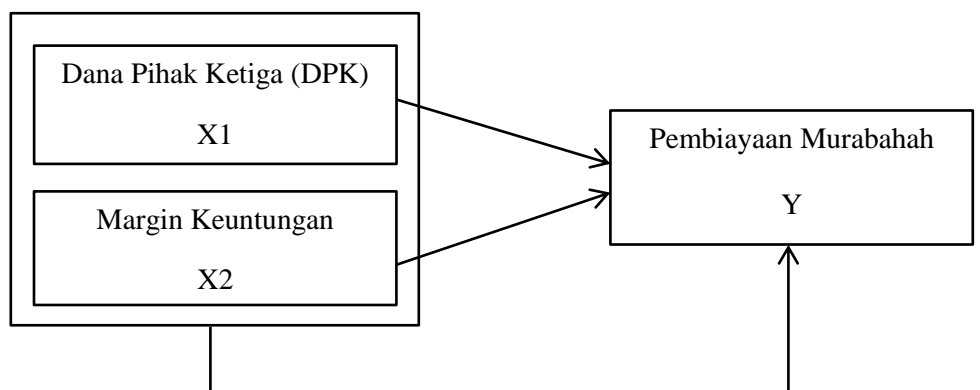 Dana Pihak Ketiga (DPK)
X1
Margin Keuntungan
X2
Pembiayaan Murabahah
Y